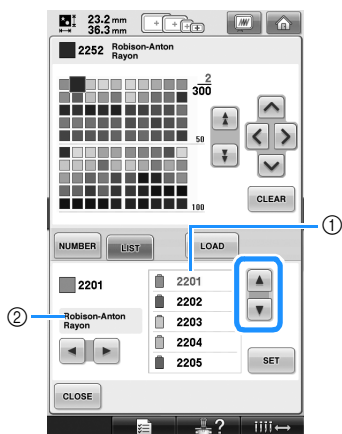 23.2 mm
36.3 mm
2252 Robison-Anton
Rayon
2
300
50
100
CLEAR
NUMBER
LIST
LOAD
1
2201
2201
2202
2 Robison-Anton
Rayon
2203
2204
2205
SET
CLOSE
?